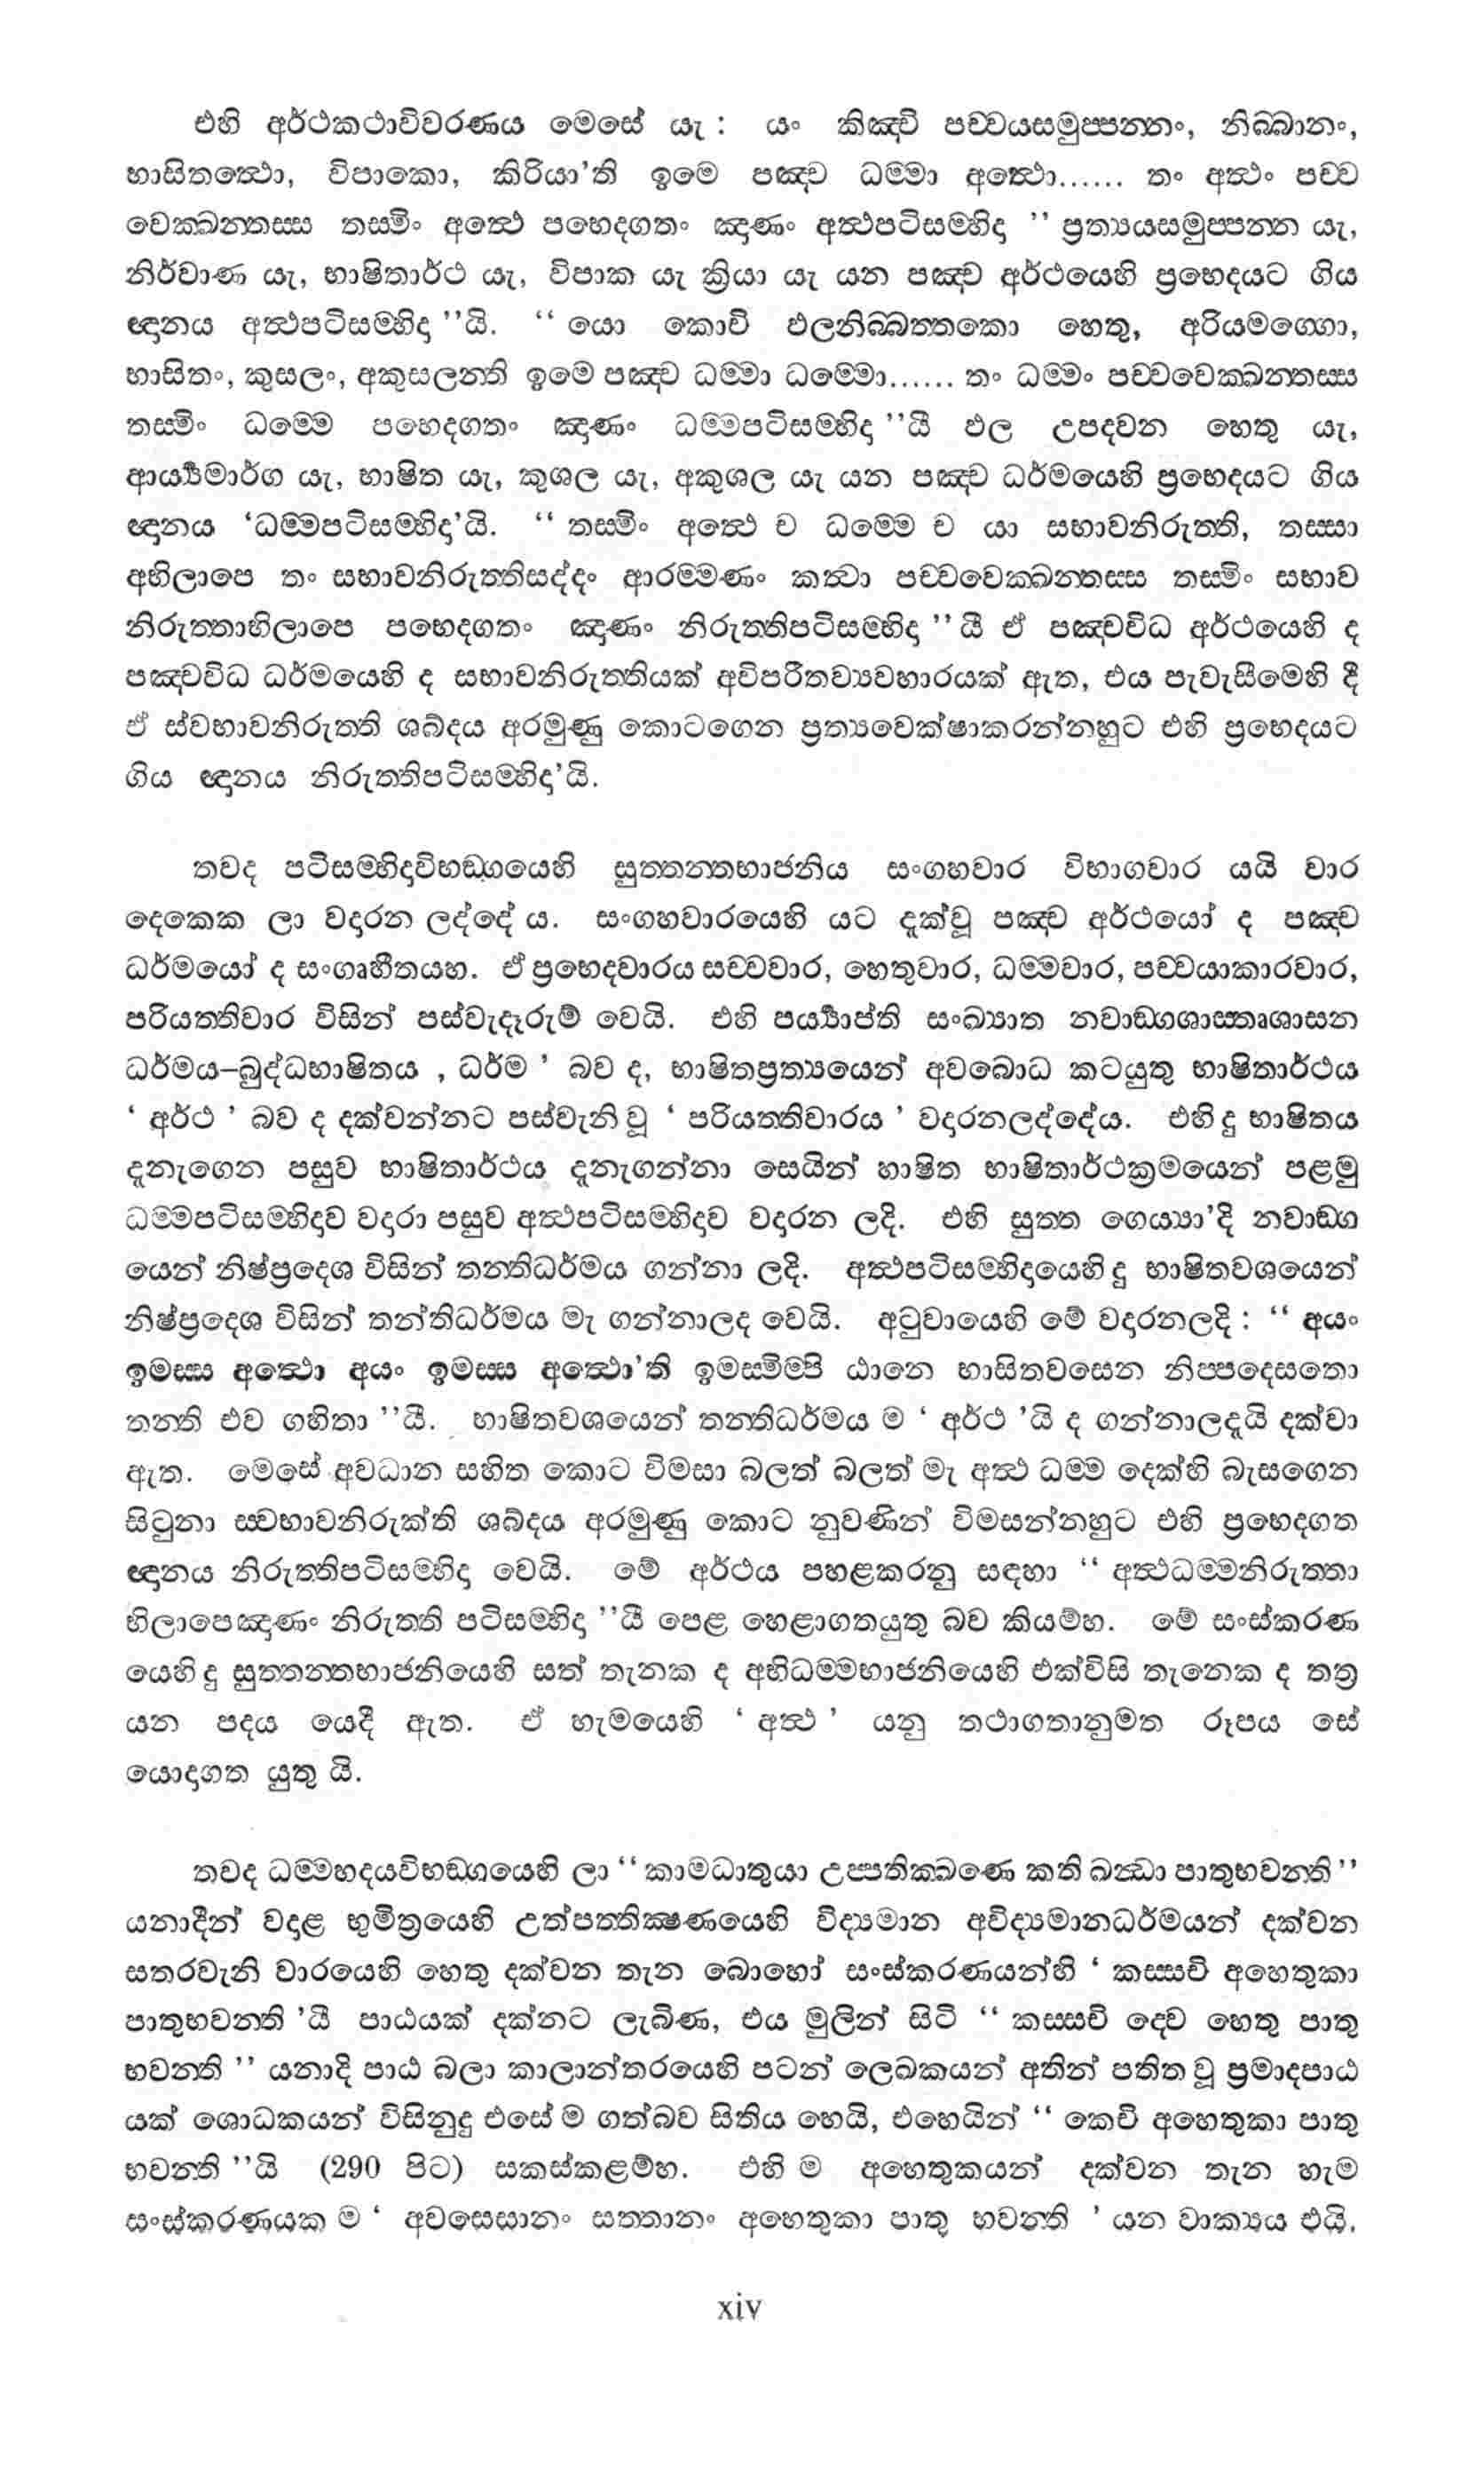 එහි අර්ථකථාවිවරණය මෙසේ යැ : යං කිඤ්චි පච්චයසමුප්පන්නං, නිබ්බානං,
භාසිතත්ථො, විපාකො, කිරියා’ති ඉමෙ පඤ්ච ධම්මා අත්ථො...... තං අත්ථං පච්ච
වෙක්ඛන්තස්ස තස්මිං අත්ථෙ පභෙදගතං ඤාණං අත්ථපටිසම්භිදා ’’ ප්‍රත්‍යයසමුප්පන්න යැ,
නිර්වාණ යැ, භාෂිතාර්ථ යැ, විපාක යැ ක්‍රියා යැ යන පඤ්ච අර්ථයෙහි ප්‍රභෙදයට ගිය
ඥානය අත්ථපටිසම්භිදා ’’යි. ‘‘ යො කොචි ඵලනිබ්බත්තකො හෙතු, අරියමග්ගො,
භාසිතං, කුසලං, අකුසලන්ති ඉමෙ පඤ්ච ධම්මා ධම්මො...... තං ධම්මං පච්චවෙක්ඛන්තස්ස
තස්මිං ධම්මෙ පහෙදගතං ඤාණං ධම්මපටිසම්භිදා ’’යී ඵල උපදවන හෙතු යැ,
ආර්‍ය්‍යමාර්ග යැ, භාෂිත යැ, කුශල යැ, අකුශල යැ යන පඤ්ච ධර්මයෙහි ප්‍රභෙදයට ගිය
ඥානය ‘ධම්මපටිසම්භිදා’යි. ‘‘ තස්මිං අත්ථෙ ච ධම්මෙ ච යා සභාවනිරුත්ති, තස්සා
අභිලාපෙ තං සභාවනිරුත්තිසද්දං ආරම්මණං කත්වා පච්චවෙක්ඛන්තස්ස තස්මිං සභාව
නිරුත්තාභිලාපෙ පභෙදගතං ඤාණං නිරුත්තිපටිසම්භිදා ’’ යී ඒ පඤ්චවිධ අර්ථයෙහි ද
පඤ්චවිධ ධර්මයෙහි ද සභාවනිරුත්තියක් අවිපරීතව්‍යවහාරයක් ඇත, එය පැවැසීමෙහි දී
ඒ ස්වභාවනිරුත්ති ශබ්දය අරමුණු කොටගෙන ප්‍රත්‍යවෙක්ෂාකරන්නහුට එහි ප්‍රභෙදයට
ගිය ඥානය නිරුත්තිපටිසම්භිදා’යි.
තවද පටිසම්භිදාවිභඞ්ගයෙහි සුත්තන්තභාජනිය සංගහවාර විභාගවාර යයි වාර
දෙකෙක ලා වදාරන ලද්දේ ය. සංගහවාරයෙහි යට දැක්වූ පඤ්ච අර්ථයෝ ද පඤ්ච
ධර්මයෝ ද සංගෘහීතයහ. ඒ ප්‍රභෙදවාරය සච්චවාර, හෙතුවාර, ධම්මවාර, පච්චයාකාරවාර,
පරියත්තිවාර විසින් පස්වැදෑරුම් වෙයි. එහි පර්‍ය්‍යාප්ති සංඛ්‍යාත නවාඞ්ගශාස්තෘශාසන
ධර්මය–බුද්ධභාෂිතය , ධර්ම ’ බව ද, භාෂිතප්‍රත්‍යයෙන් අවබොධ කටයුතු භාෂිතාර්ථය
‘ අර්ථ ’ බව ද දක්වන්නට පස්වැනි වූ ‘ පරියත්තිවාරය ’ වදාරනලද්දේය. එහි දු භාෂිතය
දැනගෙන පසුව භාෂිතාර්ථය දැනැගන්නා සෙයින් භාෂිත භාෂිතාර්ථක්‍රමයෙන් පළමු
ධම්මපටිසම්භිදාව වදාරා පසුව අත්ථපටිසම්භිදාව වදාරන ලදි. එහි සුත්ත ගෙය්‍යා’දි නවාඞ්ග
යෙන් නිෂ්ප්‍රදෙශ විසින් තන්තිධර්මය ගන්නා ලදි. අත්ථපටිසම්භිදායෙහි දු භාෂිතවශයෙන්
නිෂ්ප්‍රදෙශ විසින් තන්තිධර්මය මැ ගන්නාලද වෙයි. අටුවායෙහි මේ වදාරනලදි : ‘‘ අයං
ඉමස්ස අත්ථො අයං ඉමස්ස අත්ථො’ති ඉමස්මිම්පි ඨානෙ භාසිතවසෙන නිප්පදෙසතො
තන්ති එව ගහිතා ’’යී. භාෂිතවශයෙන් තන්තිධර්මය ම ‘ අර්ථ ’යි ද ගන්නාලදැයි දක්වා
ඇත. මෙසේ අවධාන සහිත කොට විමසා බලත් බලත් මැ අත්ථ ධම්ම දෙක්හි බැසගෙන
සිටුනා ස්වභාවනිරුක්ති ශබ්දය අරමුණු කොට නුවණින් විමසන්නහුට එහි ප්‍රභෙදගත
ඥානය නිරුත්තිපටිසම්භිදා වෙයි. මේ අර්ථය පහළකරනු සඳහා ‘‘ අත්ථධම්මනිරුත්තා
භිලාපෙඤාණං නිරුත්ති පටිසම්භිදා ’’යී පෙළ හෙළාගතයුතු බව කියම්හ. මේ සංස්කරණ
යෙහි දු සුත්තන්තභාජනියෙහි සත් තැනක ද අභිධම්මභාජනියෙහි එක්විසි තැනෙක ද තත්‍ර
යන පදය යෙදී ඇත. ඒ හැමයෙහි ‘ අත්ථ ’ යනු තථාගතානුමත රූපය සේ
යොදාගත යුතු යි.
තවද ධම්මහදයවිභඞ්ගයෙහි ලා ‘‘ කාමධාතුයා උප්පතික්ඛණෙ කති ඛන්ධා පාතුභවන්ති ’’
යනාදීන් වදාළ භුමිත්‍රයෙහි උත්පත්තික්‍ෂණයෙහි විද්‍යමාන අවිද්‍යමානධර්මයන් දක්වන
සතරවැනි වාරයෙහි හෙතු දක්වන තැන බොහෝ සංස්කරණයන්හි ‘ කස්සචි අහෙතුකා
පාතුභවන්ති ’යී පාඨයක් දක්නට ලැබිණ, එය මුලින් සිටි ‘‘ කස්සචි ද්වෙ හෙතු පාතු
භවන්ති ’’ යනාදි පාඨ බලා කාලාන්තරයෙහි පටන් ලෙඛකයන් අතින් පතිත වූ ප්‍රමාදපාඨ
යක් ශොධකයන් විසිනුදු එසේ ම ගත්බව සිතිය හෙයි, එහෙයින් ‘‘ කෙචි අහෙතුකා පාතු
භවන්ති ’’යි (290 පිට) සකස්කළම්හ. එහි ම අහෙතුකයන් දක්වන තැන හැම
සංස්කරණයක ම ‘ අවසෙසානං සත්තානං අහෙතුකා පාතු භවන්ති ’ යන වාක්‍යය එයි.
xiv